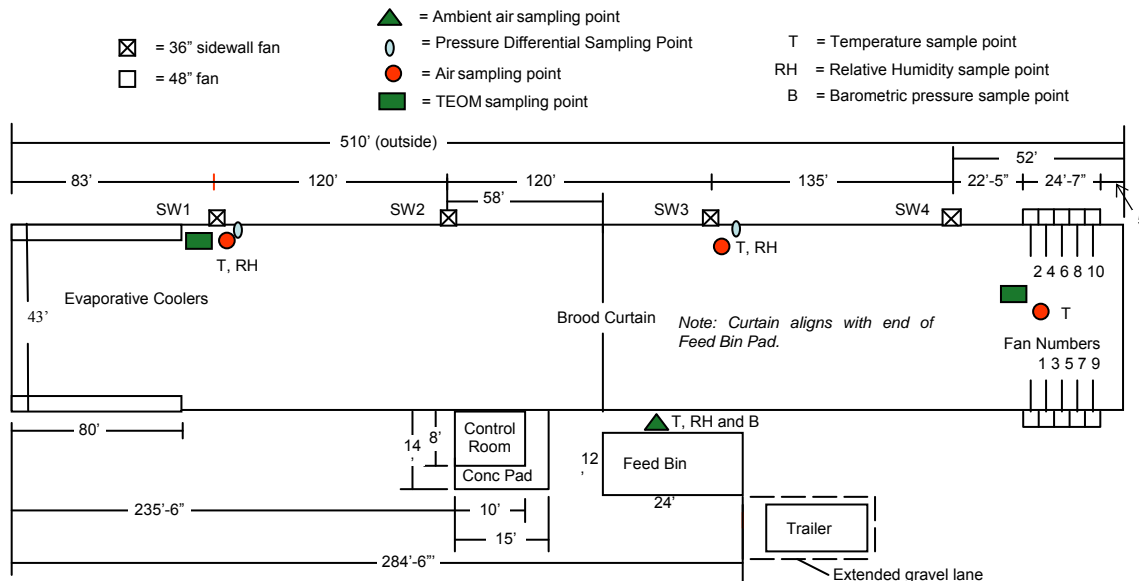 = Ambient air sampling point
= 36” sidewall fan
= Pressure Differential Sampling Point
T = Temperature sample point
= 48” fan
= Air sampling point
RH = Relative Humidity sample point
= TEOM sampling point
B = Barometric pressure sample point
510’ (outside)
52’
83’
120’
120’
135’
22’-5”
24’-7”
58’
SW1
SW2
SW3
SW4
T, RH
T, RH
2 4 6 8 10
Evaporative Coolers
43’
Brood Curtain
Note: Curtain aligns with end of
Feed Bin Pad.
T
Fan Numbers
1 3 5 7 9
80’
14’
8’
Control
Room
Conc Pad
T, RH and B
12’
Feed Bin
24’
235’-6”
10’
15’
Trailer
284’-6”’
Extended gravel lane